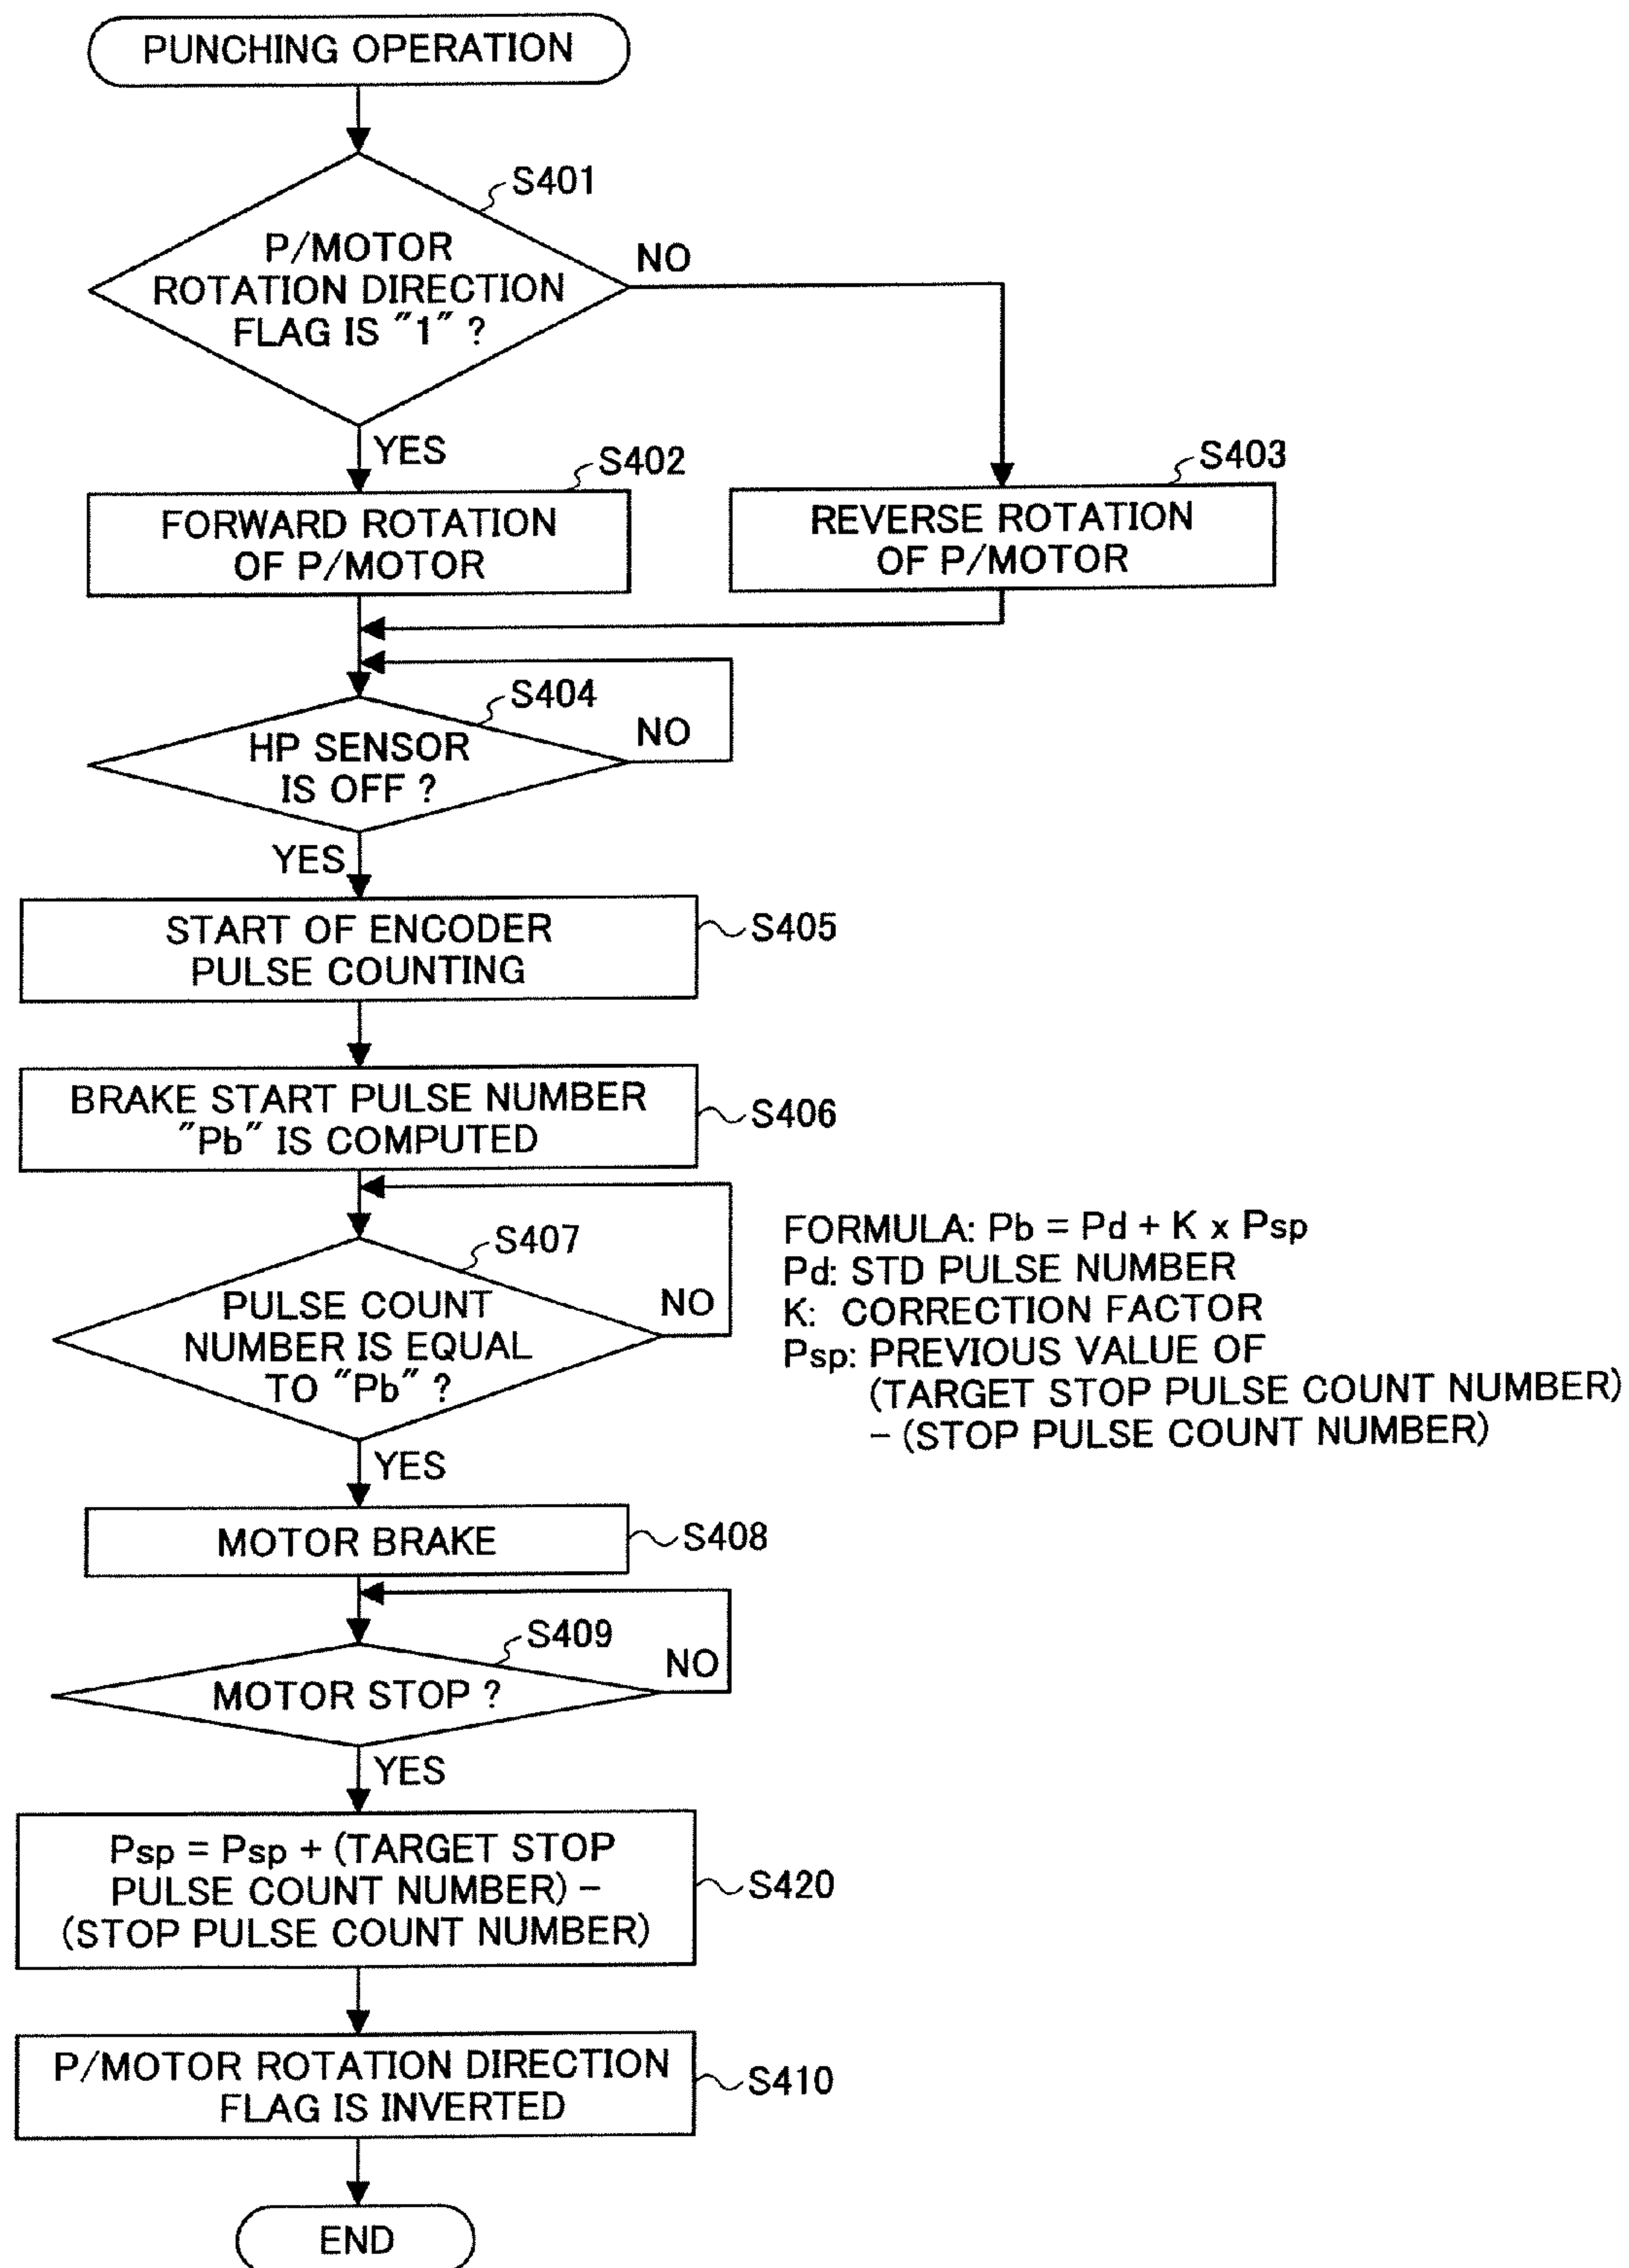 PUNCHING OPERATION
S401
P/MOTOR
ROTATION DIRECTION
FLAG IS "1" ?
NO
YES
S402
FORWARD ROTATION
OF P/MOTOR
S403
REVERSE ROTATION
OF P/MOTOR
S404
HP SENSOR
IS OFF ?
NO
YES
START OF ENCODER
PULSE COUNTING
S405
BRAKE START PULSE NUMBER
"Pb" IS COMPUTED
S406
S407
PULSE COUNT
NUMBER IS EQUAL
TO "Pb" ?
NO
YES
FORMULA: Pb = Pd + K x Psp
Pd: STD PULSE NUMBER
K: CORRECTION FACTOR
Psp: PREVIOUS VALUE OF
(TARGET STOP PULSE COUNT NUMBER)
- (STOP PULSE COUNT NUMBER)
MOTOR BRAKE
S408
S409
MOTOR STOP ?
NO
YES
Psp = Psp + (TARGET STOP
PULSE COUNT NUMBER) -
(STOP PULSE COUNT NUMBER)
S420
P/MOTOR ROTATION DIRECTION
FLAG IS INVERTED
S410
END